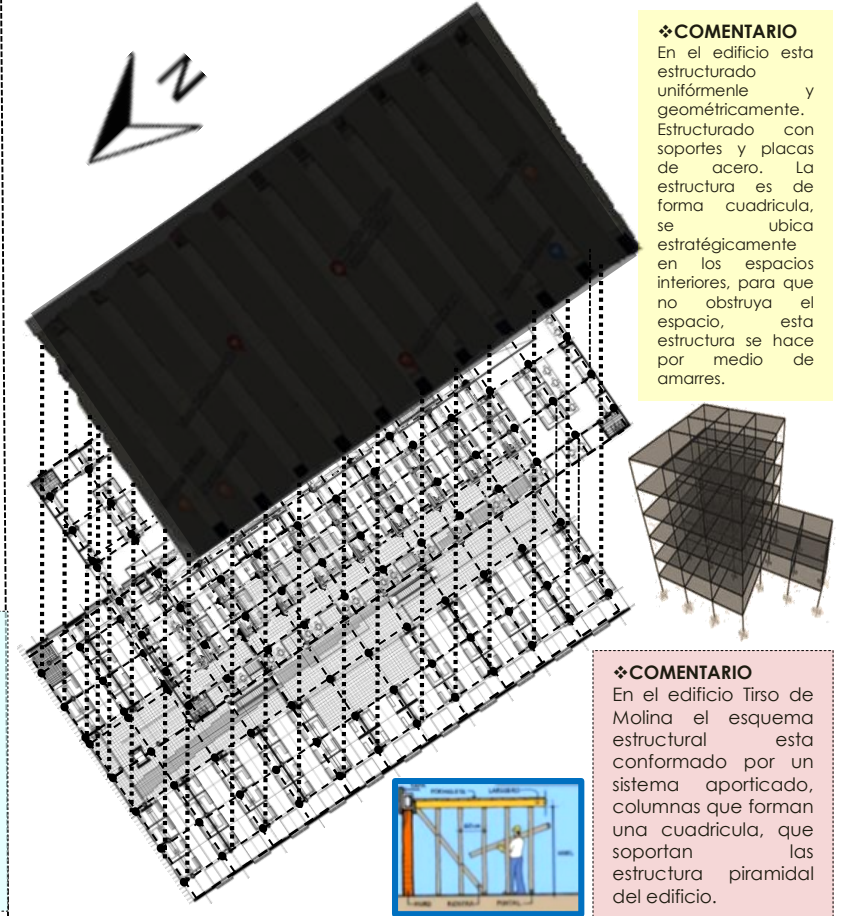 N
❖COMENTARIO
En el edificio esta
estructurado
unifórmenle y
geométricamente.
Estructurado con
soportes y placas
de acero. La
estructura es de
forma cuadricula,
se ubica
estratégicamente
en los espacios
interiores, para que
no obstruya el
espacio, esta
estructura se hace
por medio de
amarres.
❖COMENTARIO
En el edificio Tirso de
Molina el esquema
estructural esta
conformado por un
sistema aporticado,
columnas que forman
una cuadricula, que
soportan las
estructura piramidal
del edificio.